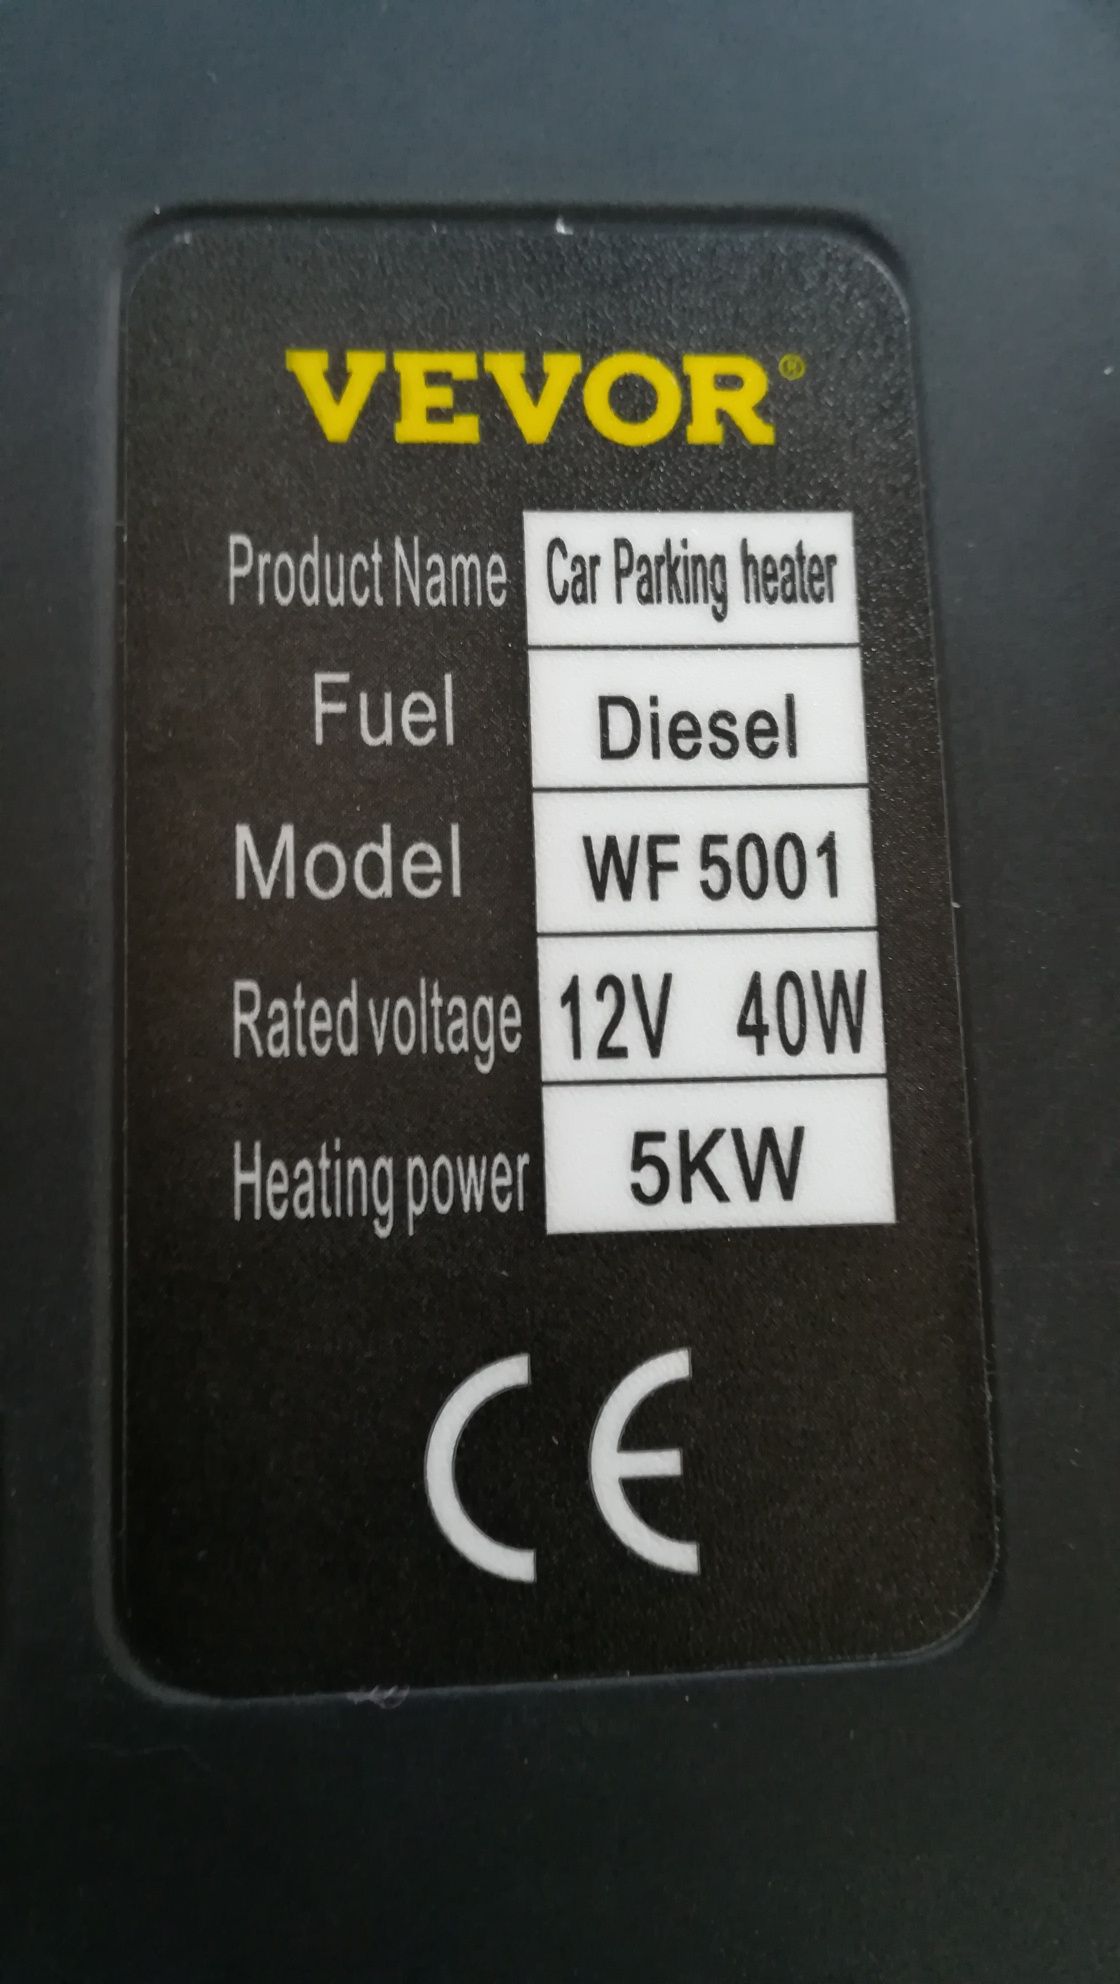 VEVOR®
Product Name Car Parking heater
Fuel Diesel
Model WF 5001
Rated voltage 12V 40W
Heating power 5KW
CE